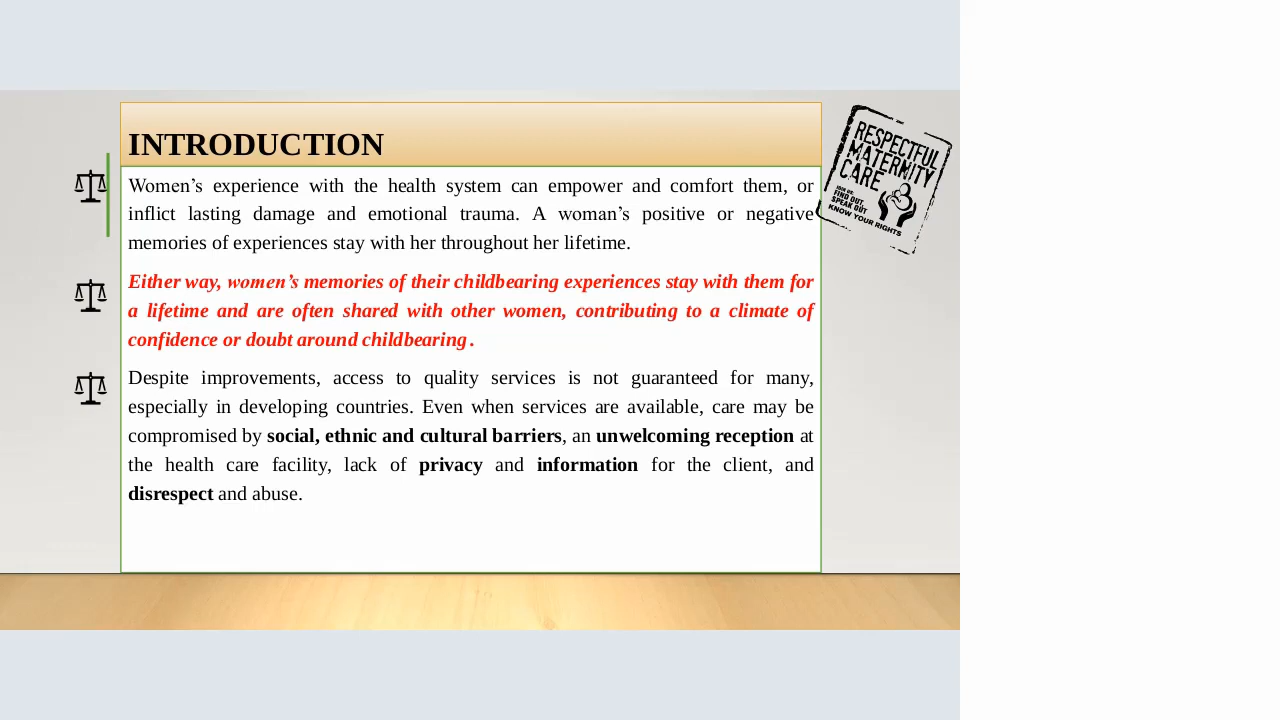 INTRODUCTION
Women’s experience with the health system can empower and comfort them, or
inflict lasting damage and emotional trauma. A woman’s positive or negative
memories of experiences stay with her throughout her lifetime.
Either way, women’s memories of their childbearing experiences stay with them for
a lifetime and are often shared with other women, contributing to a climate of
confidence or doubt around childbearing.
Despite improvements, access to quality services is not guaranteed for many,
especially in developing countries. Even when services are available, care may be
compromised by social, ethnic and cultural barriers, an unwelcoming reception at
the health care facility, lack of privacy and information for the client, and
disrespect and abuse.
RESPECTFUL
MATERNITY
CARE
JOIN US:
FIND OUT
SPEAK OUT
KNOW YOUR RIGHTS